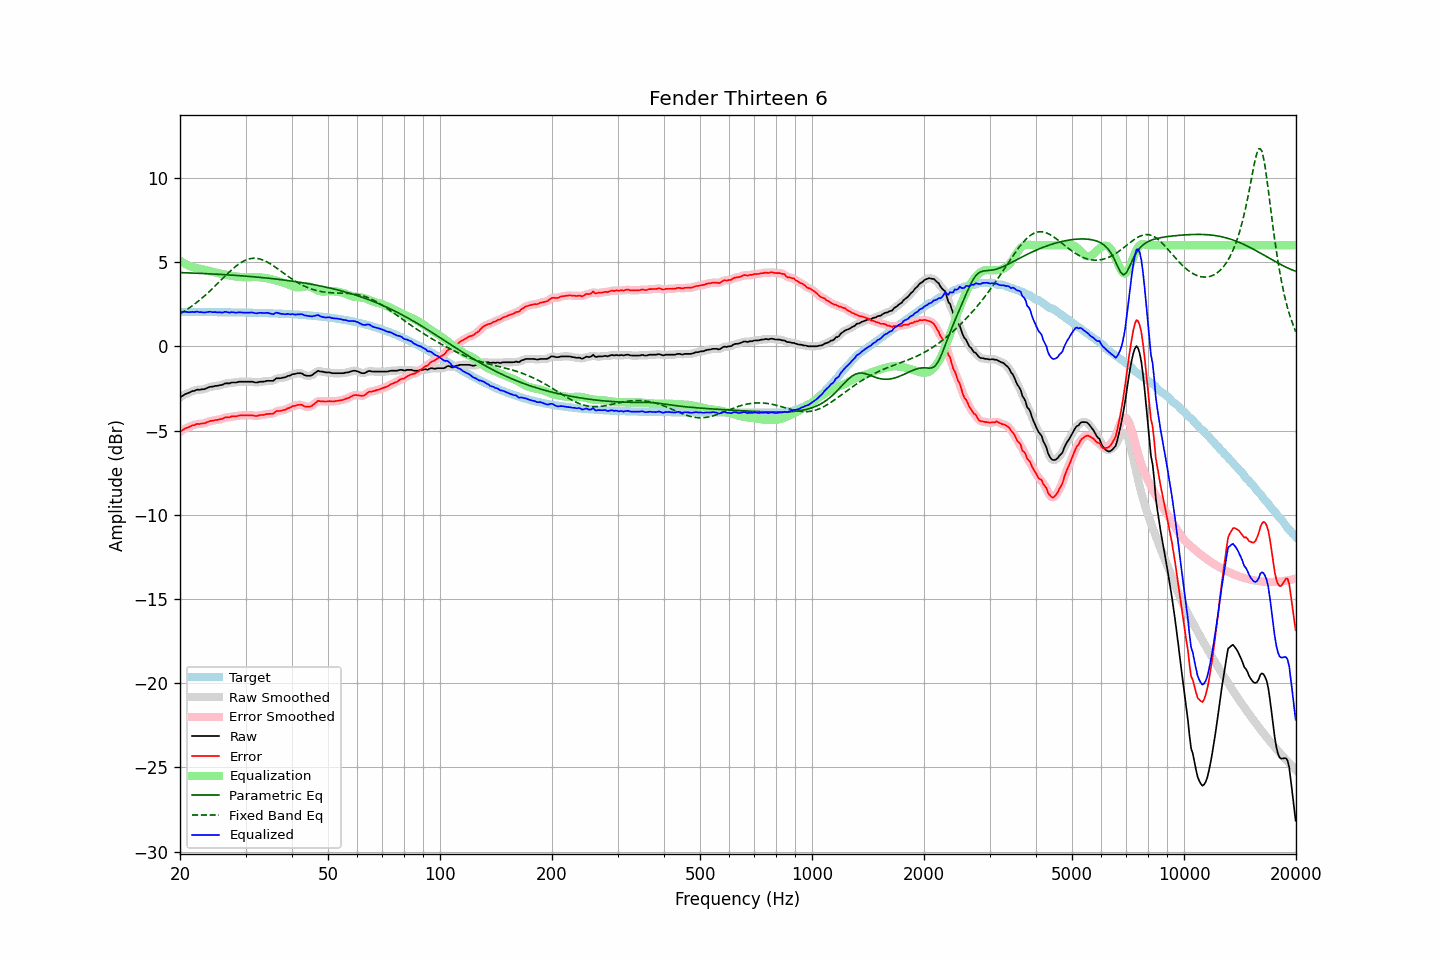 Fender Thirteen 6
10
5
0
−5
−10
−15
−20
−25
−30
Amplitude (dBr)
Target
Raw Smoothed
Error Smoothed
Raw
Error
Equalization
Parametric Eq
Fixed Band Eq
Equalized
20 50 100 200 500 1000 2000 5000 10000 20000
Frequency (Hz)